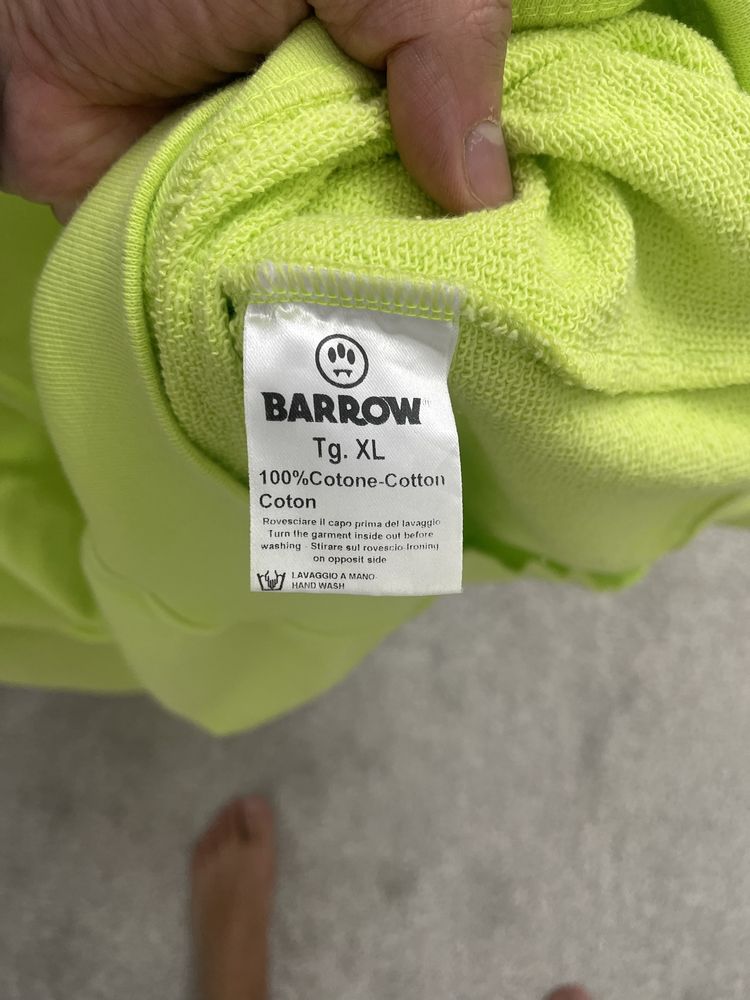 BARROW
Tg. XL
100%Cotone-Cotton
Coton
Rovesciare il capo prima del lavaggio
Turn the garment inside out before
washing - Stirare sul rovescio-Ironing
on opposite side
LAVAGGIO A MANO-
HAND WASH